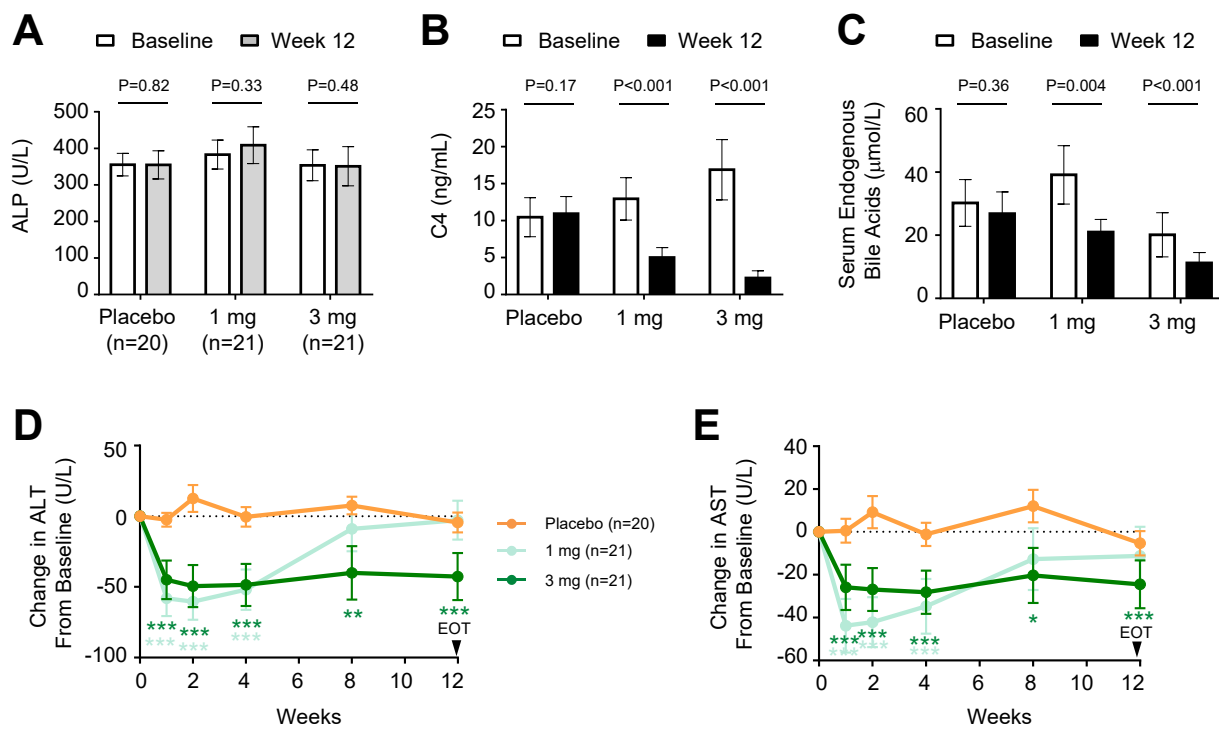 A
Baseline Week 12
P=0.82 P=0.33 P=0.48
ALP (U/L)
500
400
300
200
100
0
Placebo 1 mg 3 mg
(n=20) (n=21) (n=21)
B
Baseline Week 12
P=0.17 P<0.001 P<0.001
C4 (ng/mL)
25
20
15
10
5
0
Placebo 1 mg 3 mg
C
Baseline Week 12
P=0.36 P=0.004 P<0.001
Serum Endogenous
Bile Acids (μmol/L)
60
40
20
0
Placebo 1 mg 3 mg
D
Change in ALT
From Baseline (U/L)
50
0
-50
-100
*** *** *** ** ***
*** *** ***
EOT
0 2 4 6 8 10 12
Weeks
Placebo (n=20)
1 mg (n=21)
3 mg (n=21)
E
Change in AST
From Baseline (U/L)
40
20
0
-20
-40
-60
*** *** *** * ***
*** *** ***
EOT
0 2 4 6 8 10 12
Weeks